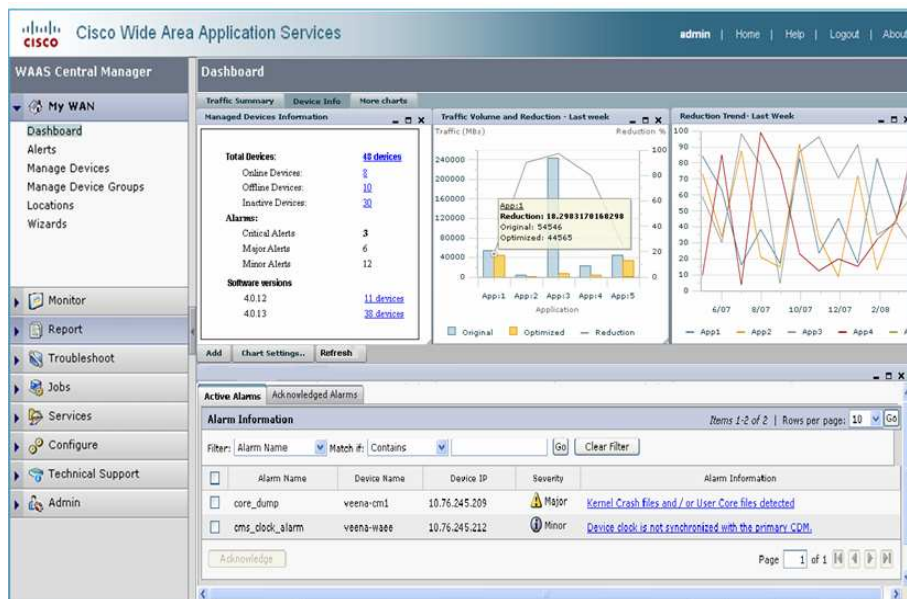 cisco Cisco Wide Area Application Services
admin | Home | Help | Logout | About
WAAS Central Manager
My WAN
Dashboard
Alerts
Manage Devices
Manage Device Groups
Locations
Wizards
Monitor
Report
Troubleshoot
Jobs
Services
Configure
Technical Support
Admin
Dashboard
Traffic Summary Device Info More charts
Managed Devices Information
Total Devices: 48 devices
Online Devices: 8
Offline Devices: 10
Inactive Devices: 30
Alarms:
Critical Alerts 3
Major Alerts 6
Minor Alerts 12
Software versions
4.0.12 11 devices
4.0.13 38 devices
Traffic Volume and Reduction - Last week
Traffic (MBs) Reduction %
240000
200000
160000
120000
80000
40000
0
100
80
60
20
0
App:1
Reduction: 18.2983170168298
Original: 54546
Optimized: 44565
App:1 App:2 App:3 App:4 App:5
Application
Original Optimized Reduction
Reduction Trend- Last Week
100
90
80
70
60
50
40
30
20
10
0
6/07 8/07 10/07 12/07 2/08
App1 App2 App3 App4 A
Add Chart Settings.. Refresh
Active Alarms Acknowledged Alarms
Alarm Information Items 1-2 of 2 | Rows per page: 10 Go
Filter: Alarm Name Match if: Contains Go Clear Filter
Alarm Name Device Name Device IP Severity Alarm Information
core_dump veena-cm1 10.76.245.209 Major Kernel Crash files and / or User Core files detected
cms_clock_alarm veena-waee 10.76.245.212 Minor Device clock is not synchronized with the primary CDM.
Acknowledge Page 1 of 1